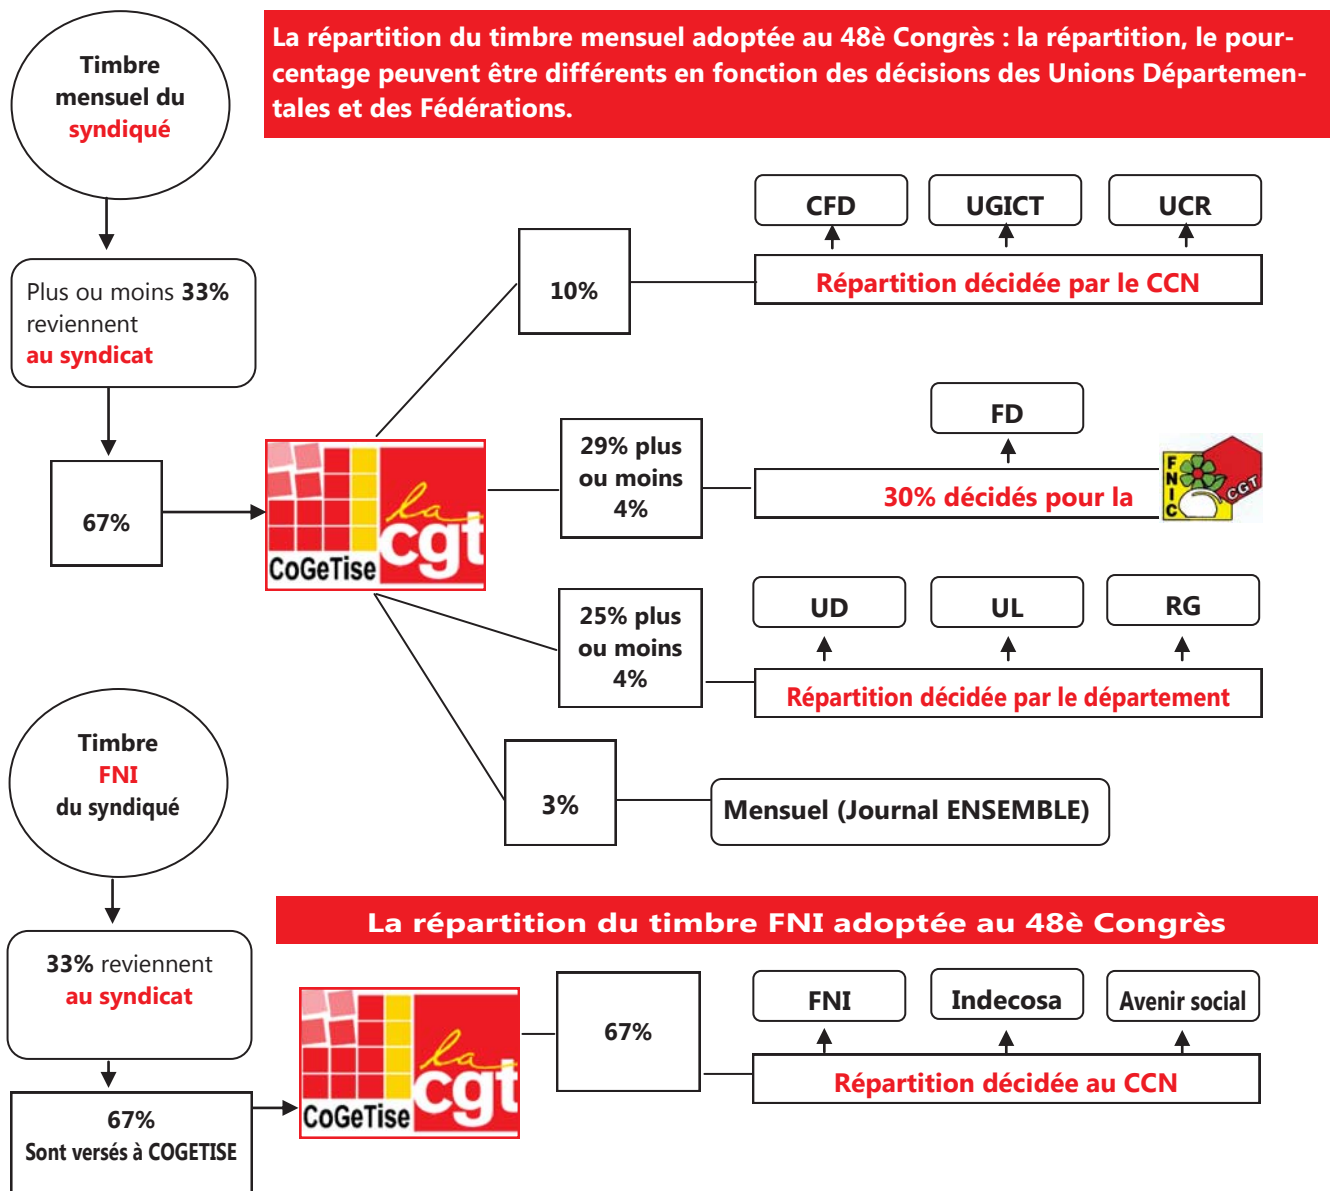 Timbre
mensuel du
syndiqué
La répartition du timbre mensuel adoptée au 48è Congrès : la répartition, le pour-
centage peuvent être différents en fonction des décisions des Unions Départemen-
tales et des Fédérations.
Plus ou moins 33%
reviennent
au syndicat
67%
CoGeTise
la
cgt
10%
CFD
UGICT
UCR
Répartition décidée par le CCN
29% plus
ou moins
4%
FD
30% décidés pour la
FNIC
CGT
25% plus
ou moins
4%
UD
UL
RG
Répartition décidée par le département
3%
Mensuel (Journal ENSEMBLE)
Timbre
FNI
du syndiqué
La répartition du timbre FNI adoptée au 48è Congrès
33% reviennent
au syndicat
67%
Sont versés à COGETISE
CoGeTise
la
cgt
67%
FNI
Indecosa
Avenir social
Répartition décidée au CCN